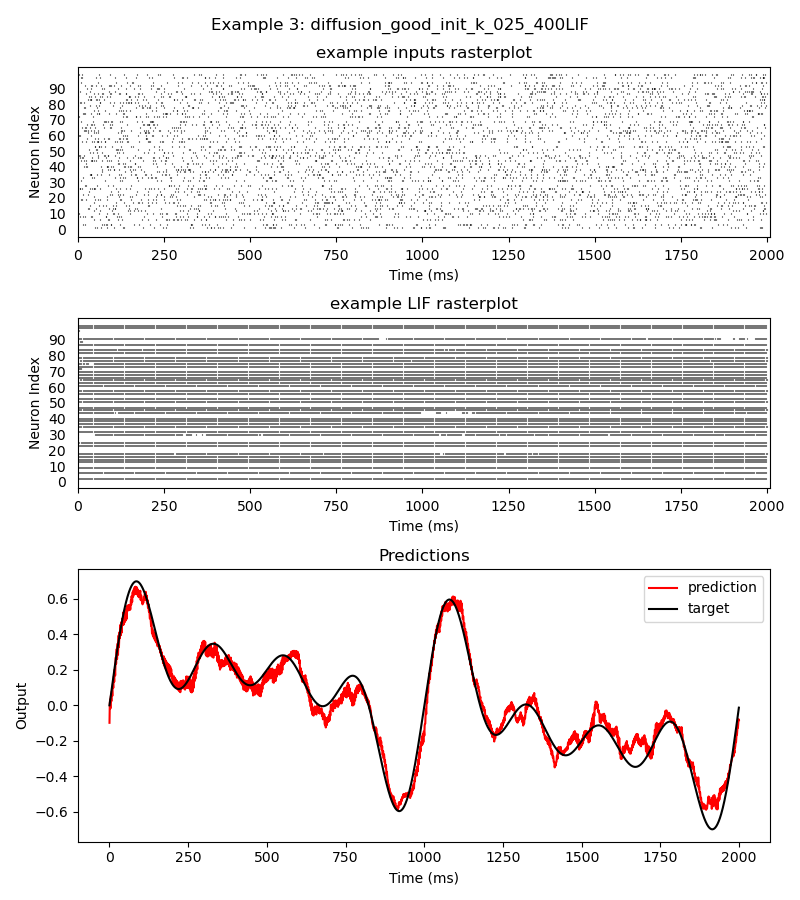 Example 3: diffusion_good_init_k_025_400LIF
example inputs rasterplot
Neuron Index
90
80
70
60
50
40
30
20
10
0
0 250 500 750 1000 1250 1500 1750 2000
Time (ms)
example LIF rasterplot
Neuron Index
90
80
70
60
50
40
30
20
10
0
0 250 500 750 1000 1250 1500 1750 2000
Time (ms)
Predictions
Output
0.6
0.4
0.2
0.0
−0.2
−0.4
−0.6
prediction
target
0 250 500 750 1000 1250 1500 1750 2000
Time (ms)